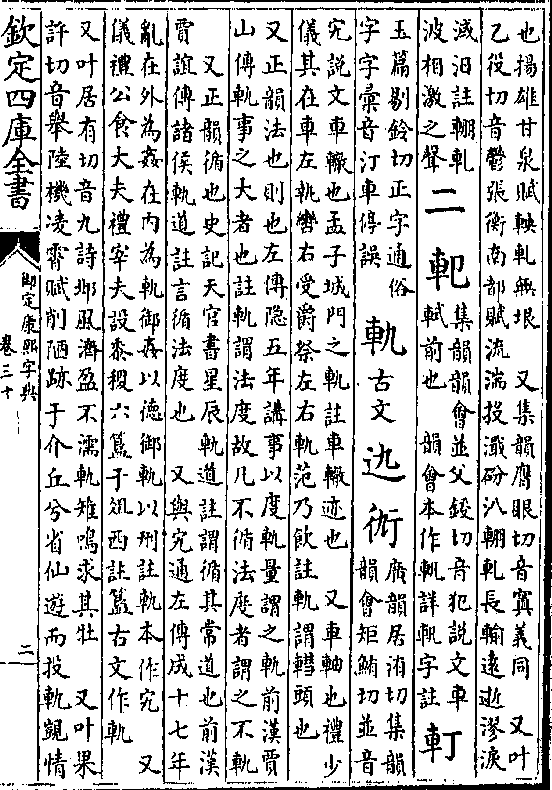 也揚雄甘泉賦軮軋無垠　又集韻膺眼切音𡪢義同　又叶
乙役切音鬱張衡南都賦流湍投濈砏汃輣軋長輸遠逝漻淚
淢汨註輣軋
波相激之聲
二
軓
集韻韻會並父錽切音犯說文車
軾前也　韻會本作軓詳軓字註
軒
玉篇剔鈴切正字通俗
字字彙音汀車停誤
軌
古文
𨒥
𧗪
廣韻居洧切集韻
韻會矩鮪切並音
宄說文車轍也孟子城門之軌註車轍迹也　又車軸也禮少
儀其在車左執轡右受爵祭左右軌范乃飲註軌謂轊頭也
又正韻法也則也左傳隱五年講事以度軌量謂之軌前漢賈
山傳軌事之大者也註軌謂法度故凡不循法度者謂之不軌
又正韻循也史記天官書星辰軌道註謂循其常道也前漢
賈誼傳諸侯軌道註言循法度也　又與宄通左傳成十七年
亂在外為姦在內為軌御姦以德御軌以刑註軌本作宄　又
儀禮公食大夫禮宰夫設黍稷六簋于俎西註簋古文作軌
又叶居有切音九詩邶風濟盈不濡軌雉鳴求其牡　又叶果
許切音舉陸機凌霄賦削陋跡于介丘兮省仙遊而投軌覿情
欽定四庫全書
御定康熙字典
卷三十
二